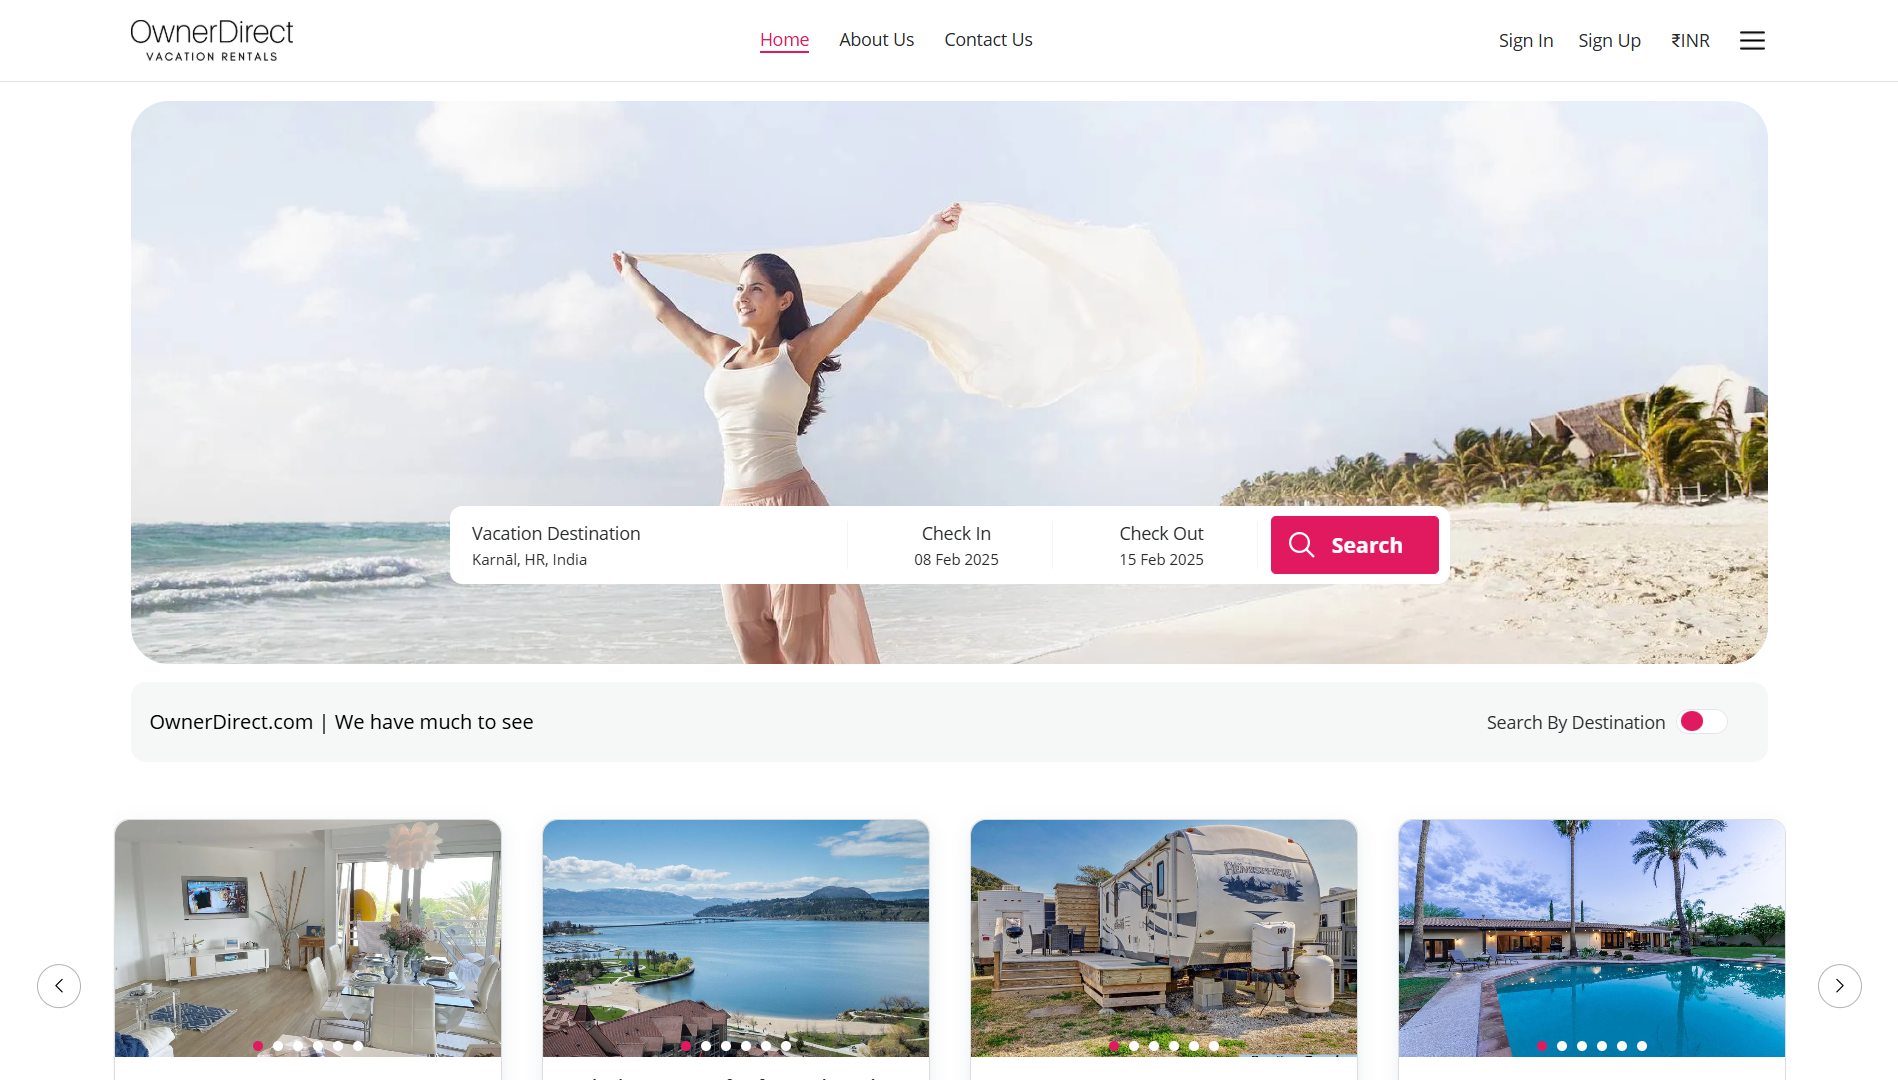 OwnerDirect
VACATION RENTALS
Home
About Us
Contact Us
Sign In
Sign Up
₹INR
Vacation Destination
Karnāl, HR, India
Check In
08 Feb 2025
Check Out
15 Feb 2025
Search
OwnerDirect.com | We have much to see
Search By Destination
HEMISPHERE
149